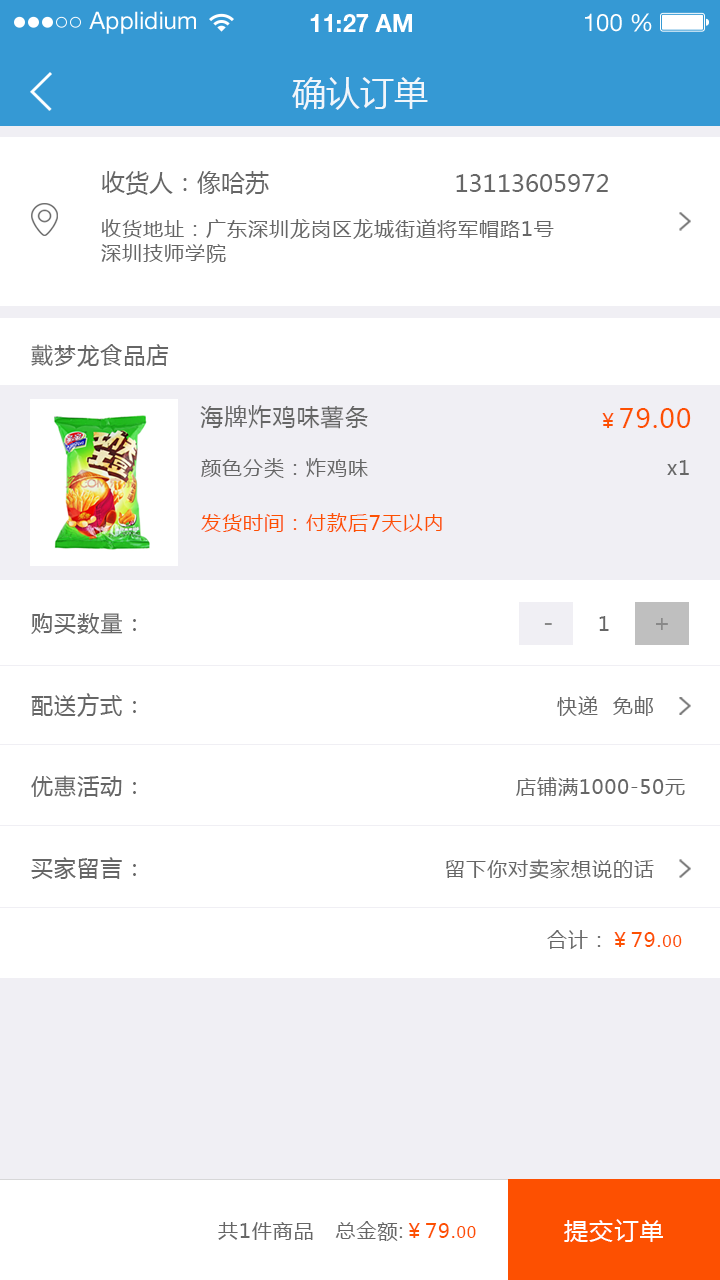 Applidium 11:27 AM 100 %
确认订单
收货人：像哈苏 13113605972
收货地址：广东深圳龙岗区龙城街道将军帽路1号
深圳技师学院
戴梦龙食品店
海牌炸鸡味薯条 ¥79.00
颜色分类：炸鸡味 x1
发货时间：付款后7天以内
购买数量： - 1 +
配送方式： 快递 免邮
优惠活动： 店铺满1000-50元
买家留言： 留下你对卖家想说的话
合计：¥79.00
共1件商品 总金额:¥79.00 提交订单